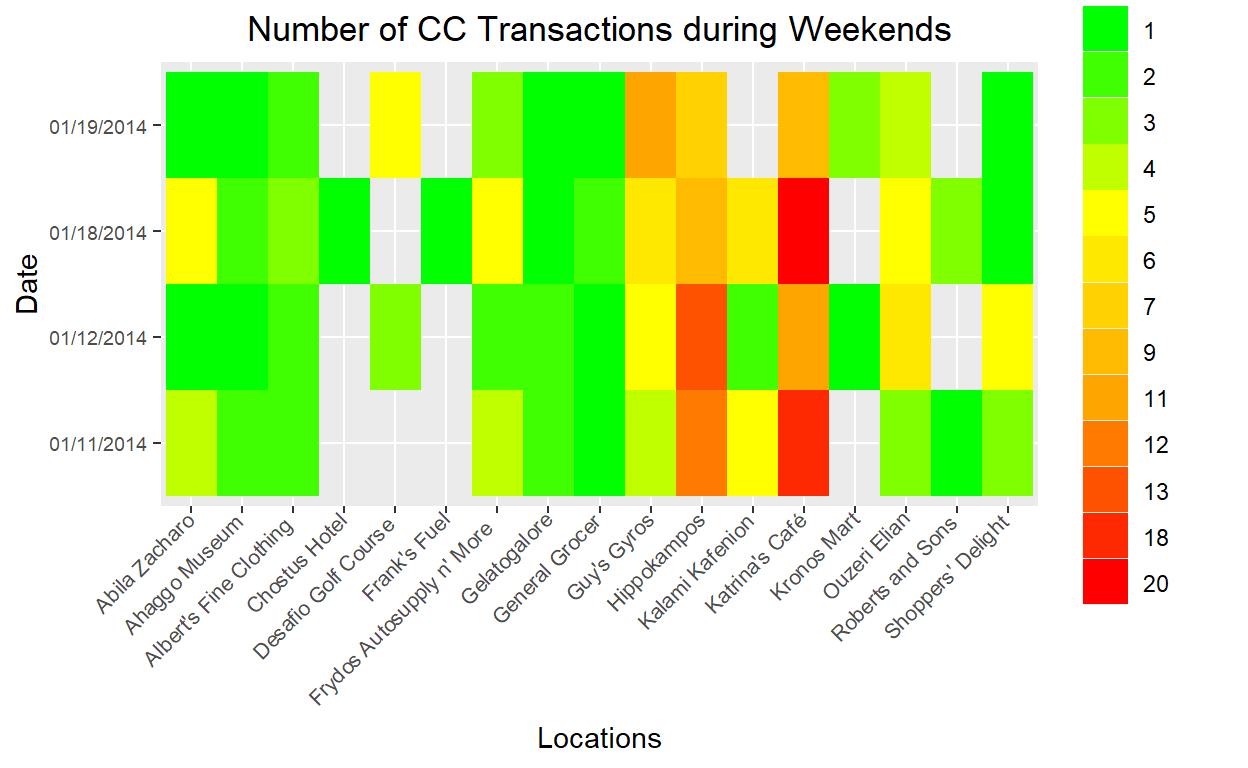 Number of CC Transactions during Weekends
1
2
3
4
5
6
7
9
11
12
13
18
20
Date
01/19/2014
01/18/2014
01/12/2014
01/11/2014
Abila Zacharo
Ahaggo Museum
Albert's Fine Clothing
Chostus Hotel
Desafio Golf Course
Frank's Fuel
Frydos Autosupply n' More
Gelatogalore
General Grocer
Guy's Gyros
Hippokampos
Kalami Kafenion
Katrina's Café
Kronos Mart
Ouzeri Elian
Roberts and Sons
Shoppers' Delight
Locations